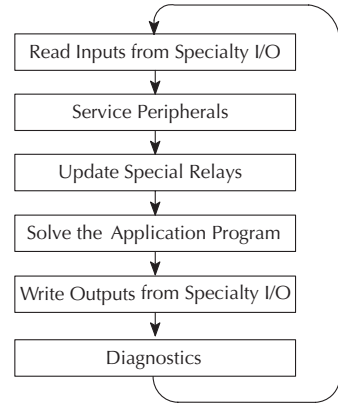 Read Inputs from Specialty I/O
Service Peripherals
Update Special Relays
Solve the Application Program
Write Outputs from Specialty I/O
Diagnostics